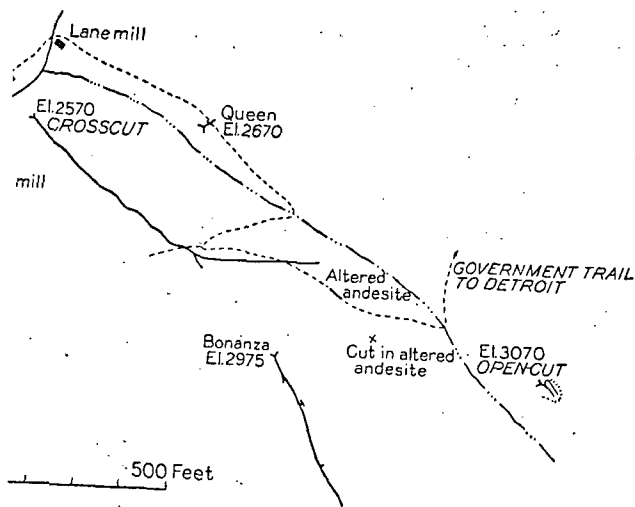 Lane mill
El.2570
CROSSCUT
Queen
El.2670
mill
Altered
andesite
GOVERNMENT TRAIL
TO DETROIT
Bonanza
El.2975
Cut in altered
andesite
El.3070
OPEN-CUT
500 Feet